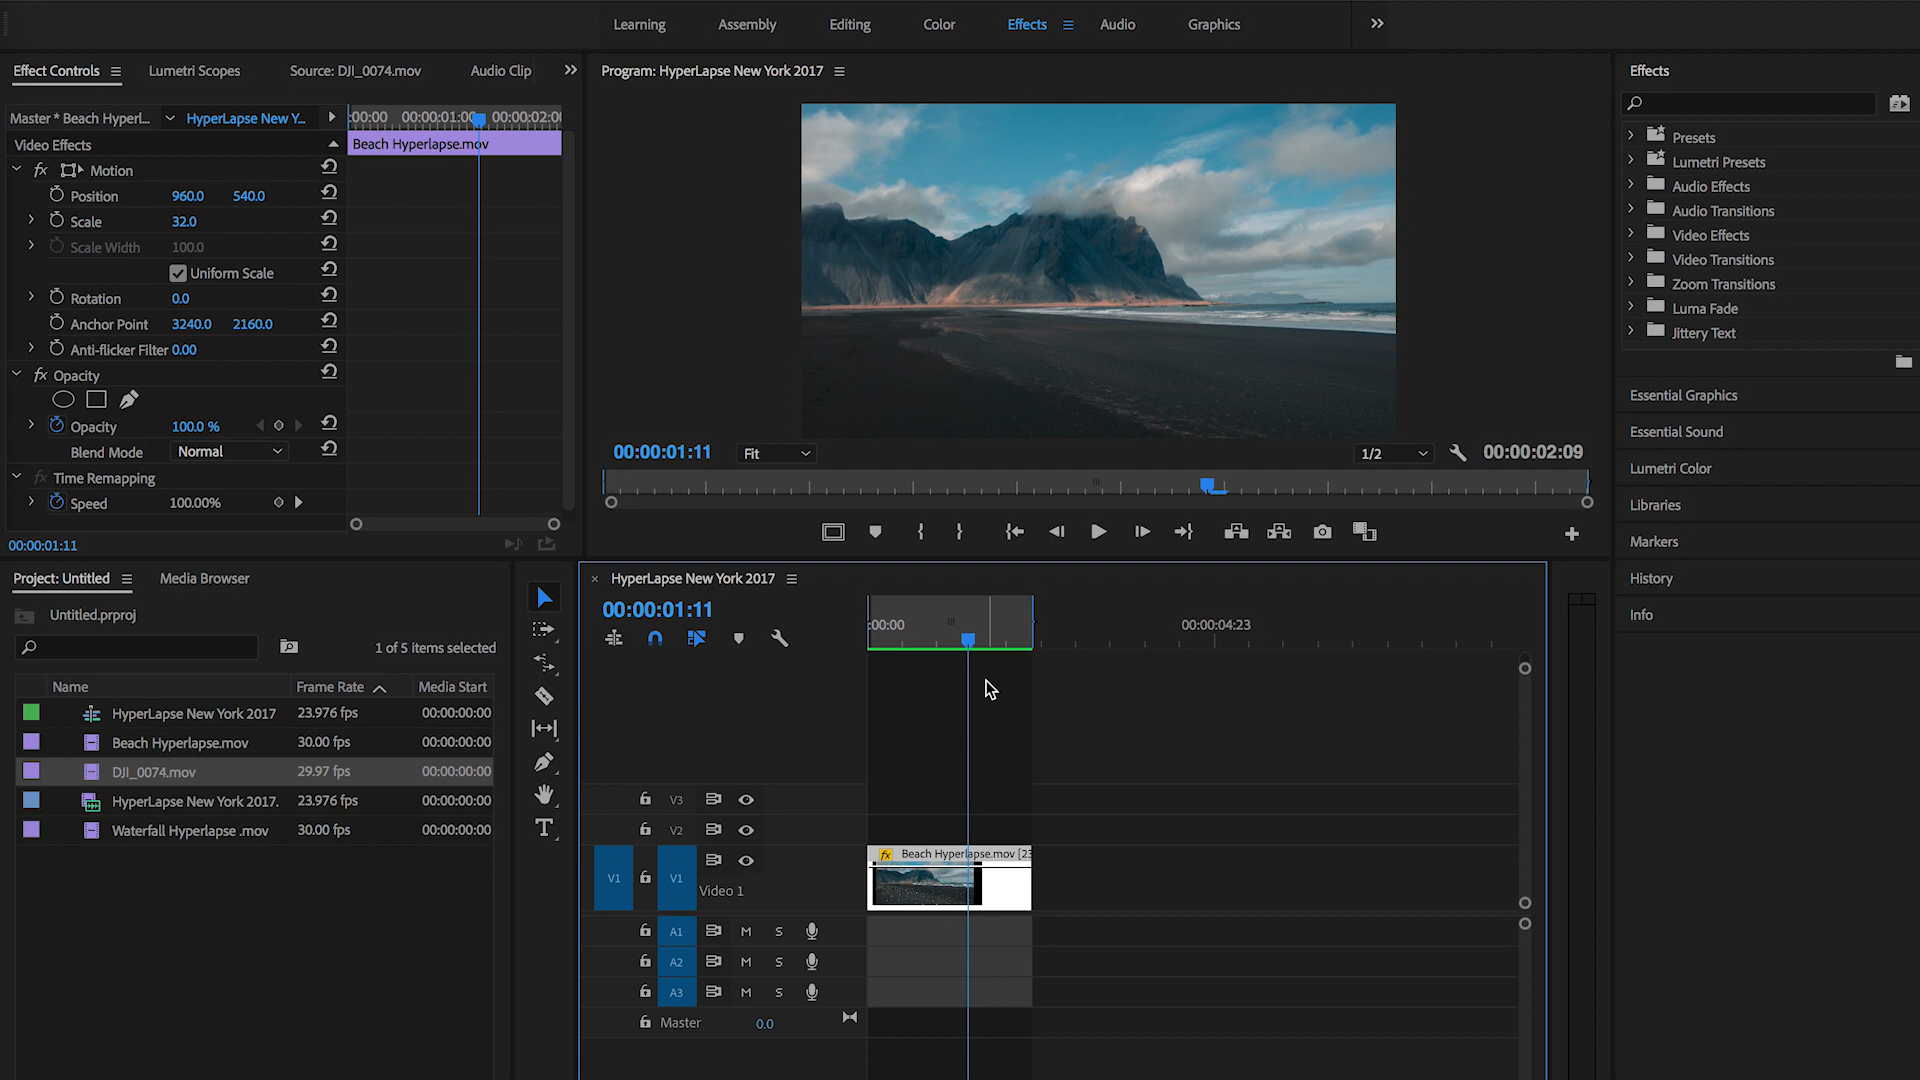 Learning Assembly Editing Color Effects Audio Graphics
Effect Controls Lumetri Scopes Source: DJI_0074.mov Audio Clip
Master * Beach Hyperl... HyperLapse New Y... :00:00 00:00:01:00 00:00:02:00
Video Effects Beach Hyperlapse.mov
fx Motion
Position 960.0 540.0
Scale 32.0
Scale Width 100.0
Uniform Scale
Rotation 0.0
Anchor Point 3240.0 2160.0
Anti-flicker Filter 0.00
fx Opacity
Opacity 100.0 %
Blend Mode Normal
fx Time Remapping
Speed 100.00%
00:00:01:11
Program: HyperLapse New York 2017
00:00:01:11 Fit 1/2 00:00:02:09
Effects
Presets
Lumetri Presets
Audio Effects
Audio Transitions
Video Effects
Video Transitions
Zoom Transitions
Luma Fade
Jittery Text
Essential Graphics
Essential Sound
Lumetri Color
Libraries
Markers
History
Info
Project: Untitled Media Browser
Untitled.prproj
1 of 5 items selected
Name Frame Rate Media Start
HyperLapse New York 2017 23.976 fps 00:00:00:00
Beach Hyperlapse.mov 30.00 fps 00:00:00:00
DJI_0074.mov 29.97 fps 00:00:00:00
HyperLapse New York 2017. 23.976 fps 00:00:00:00
Waterfall Hyperlapse .mov 30.00 fps 00:00:00:00
T
× HyperLapse New York 2017
00:00:01:11
:00:00 00:00:04:23
V3
V2
V1 V1 Video 1
fx Beach Hyperlapse.mov [23
A1 M S
A2 M S
A3 M S
Master 0.0